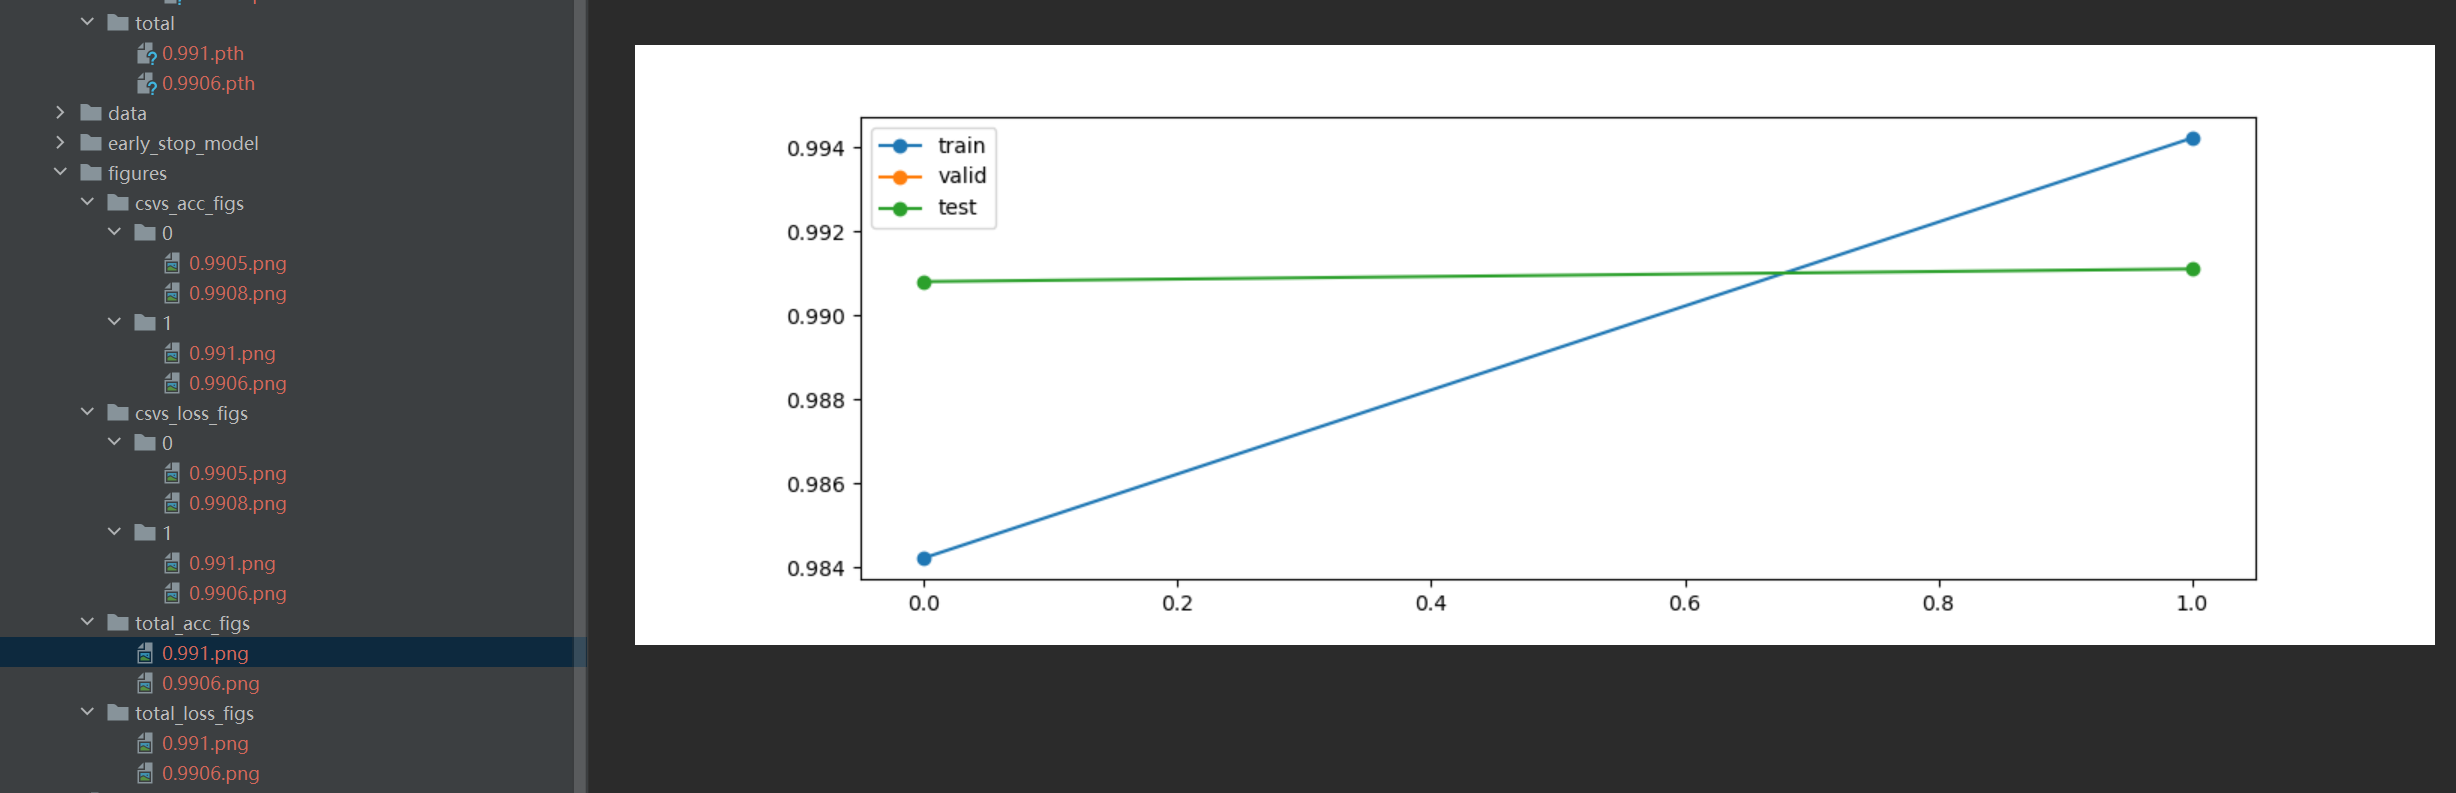 total
0.991.pth
0.9906.pth
data
early_stop_model
figures
csvs_acc_figs
0
0.9905.png
0.9908.png
1
0.991.png
0.9906.png
csvs_loss_figs
0
0.9905.png
0.9908.png
1
0.991.png
0.9906.png
total_acc_figs
0.991.png
0.9906.png
total_loss_figs
0.991.png
0.9906.png
train
valid
test
0.994
0.992
0.990
0.988
0.986
0.984
0.0 0.2 0.4 0.6 0.8 1.0